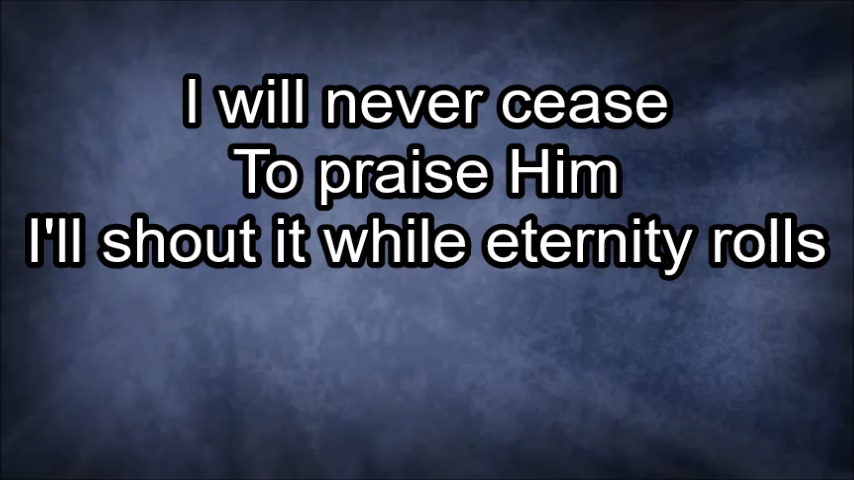 I will never cease
To praise Him
I'll shout it while eternity rolls